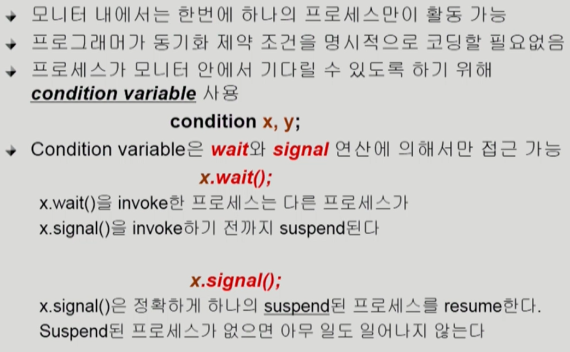 모니터 내에서는 한번에 하나의 프로세스만이 활동 가능
프로그래머가 동기화 제약 조건을 명시적으로 코딩할 필요없음
프로세스가 모니터 안에서 기다릴 수 있도록 하기 위해
condition variable 사용
condition x, y;
Condition variable은 wait와 signal 연산에 의해서만 접근 가능
x.wait();
x.wait()을 invoke한 프로세스는 다른 프로세스가
x.signal()을 invoke하기 전까지 suspend된다
x.signal();
x.signal()은 정확하게 하나의 suspend된 프로세스를 resume한다.
Suspend된 프로세스가 없으면 아무 일도 일어나지 않는다